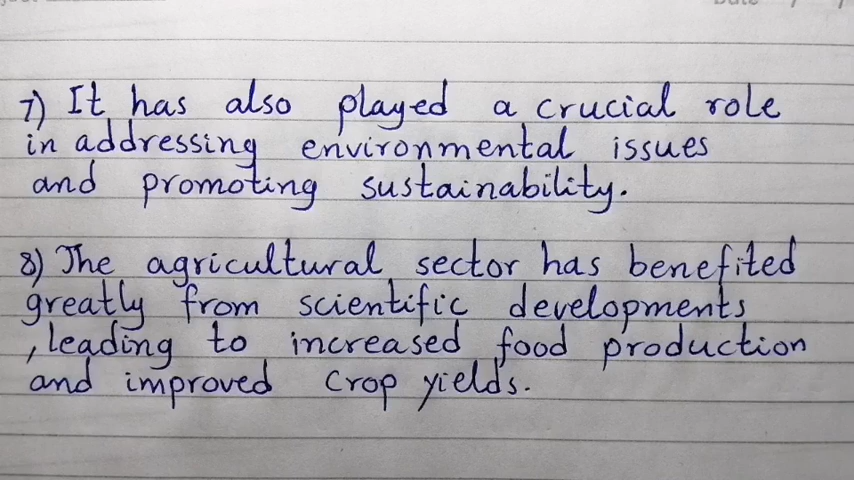 7) It has also played a crucial role
in addressing environmental issues
and promoting sustainability.
8) The agricultural sector has benefited
greatly from scientific developments
, leading to increased food production
and improved crop yields.